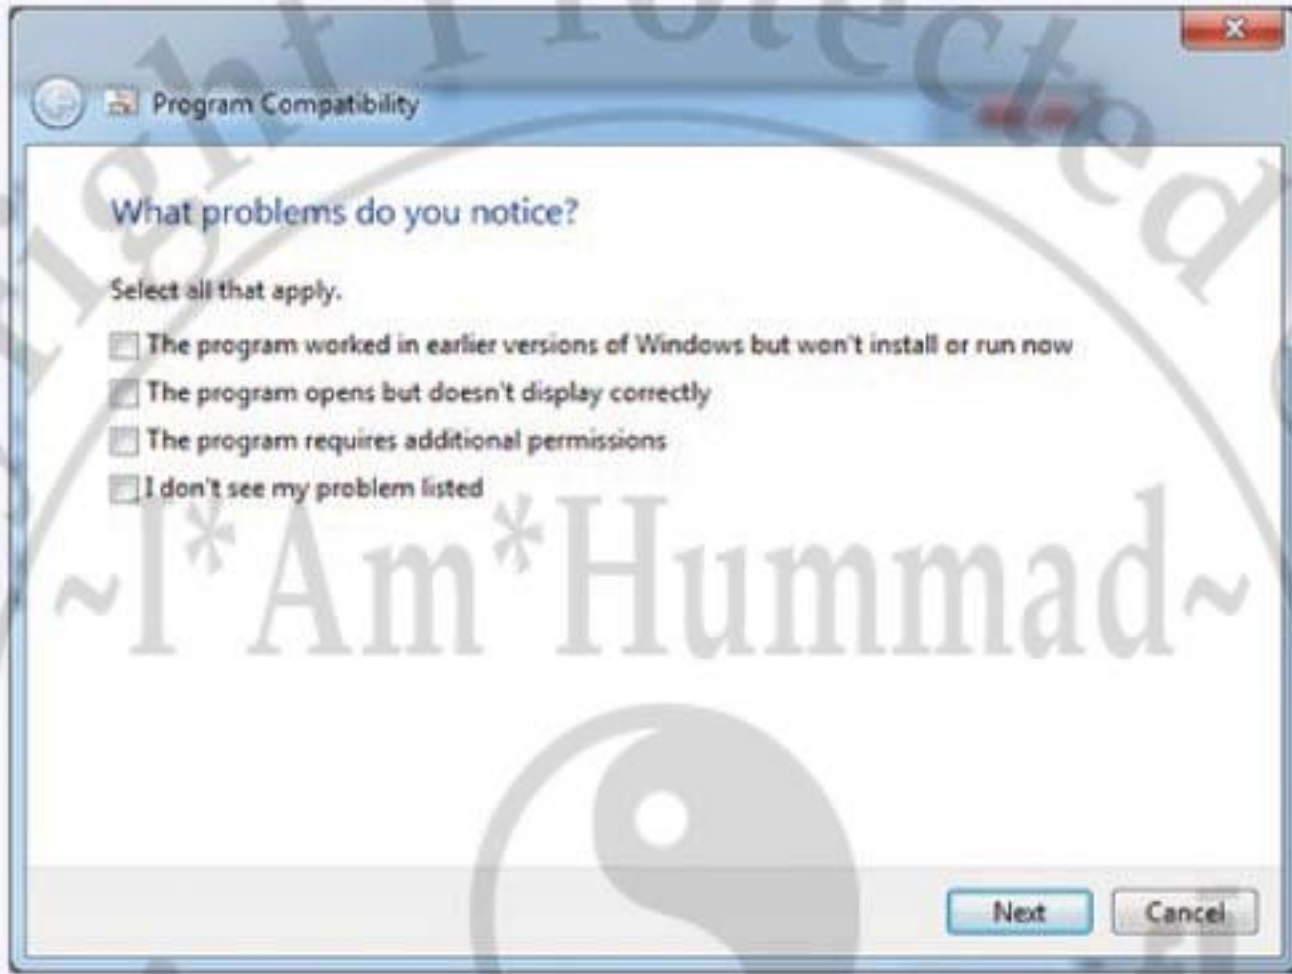 Program Compatibility
What problems do you notice?
Select all that apply.
The program worked in earlier versions of Windows but won't install or run now
The program opens but doesn't display correctly
The program requires additional permissions
I don't see my problem listed
~I*Am*Hummad~
Next
Cancel